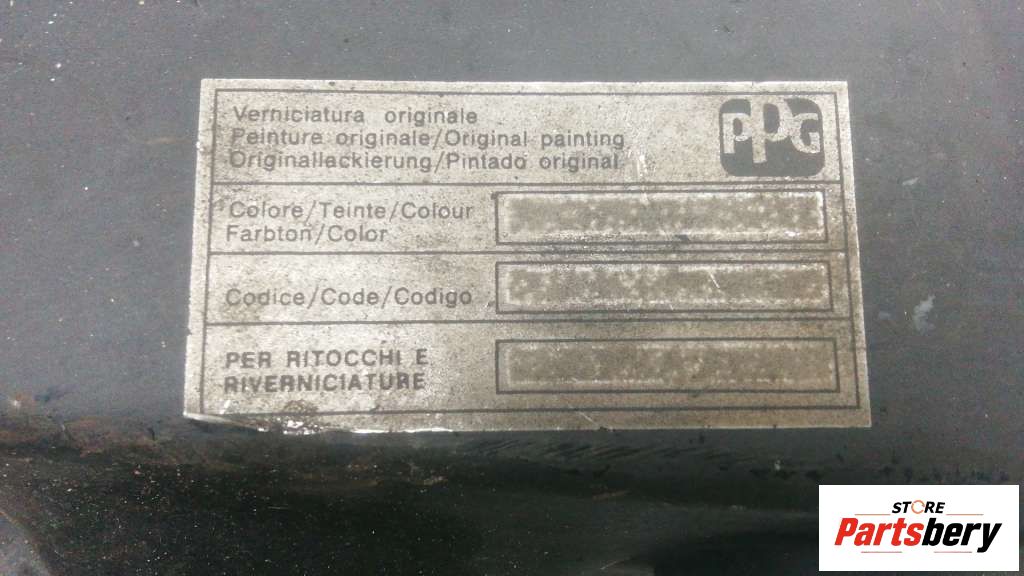 Verniciatura originale
Peinture originale/Original painting
Originalleckierung/Pintado original
PPG
Colore/Teinte/Colour
Farbton/Color
Codice/Code/Codigo
PER RITOCCHI E
RIVERNICIATURE
STORE
Partsbery